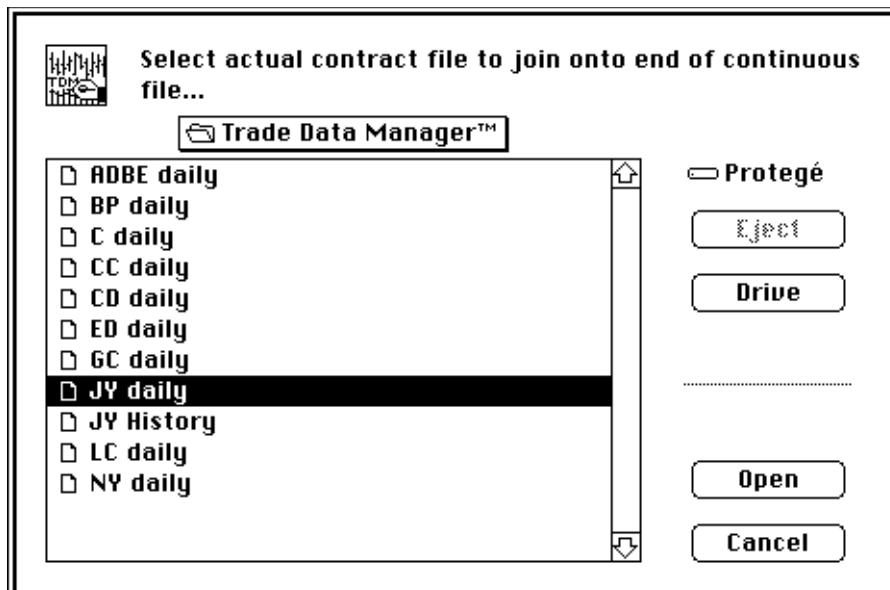 TDM
Select actual contract file to join onto end of continuous
file...
Trade Data Manager™
ADBE daily
BP daily
C daily
CC daily
CD daily
ED daily
GC daily
JY daily
JY History
LC daily
NY daily
Protegé
Eject
Drive
Open
Cancel